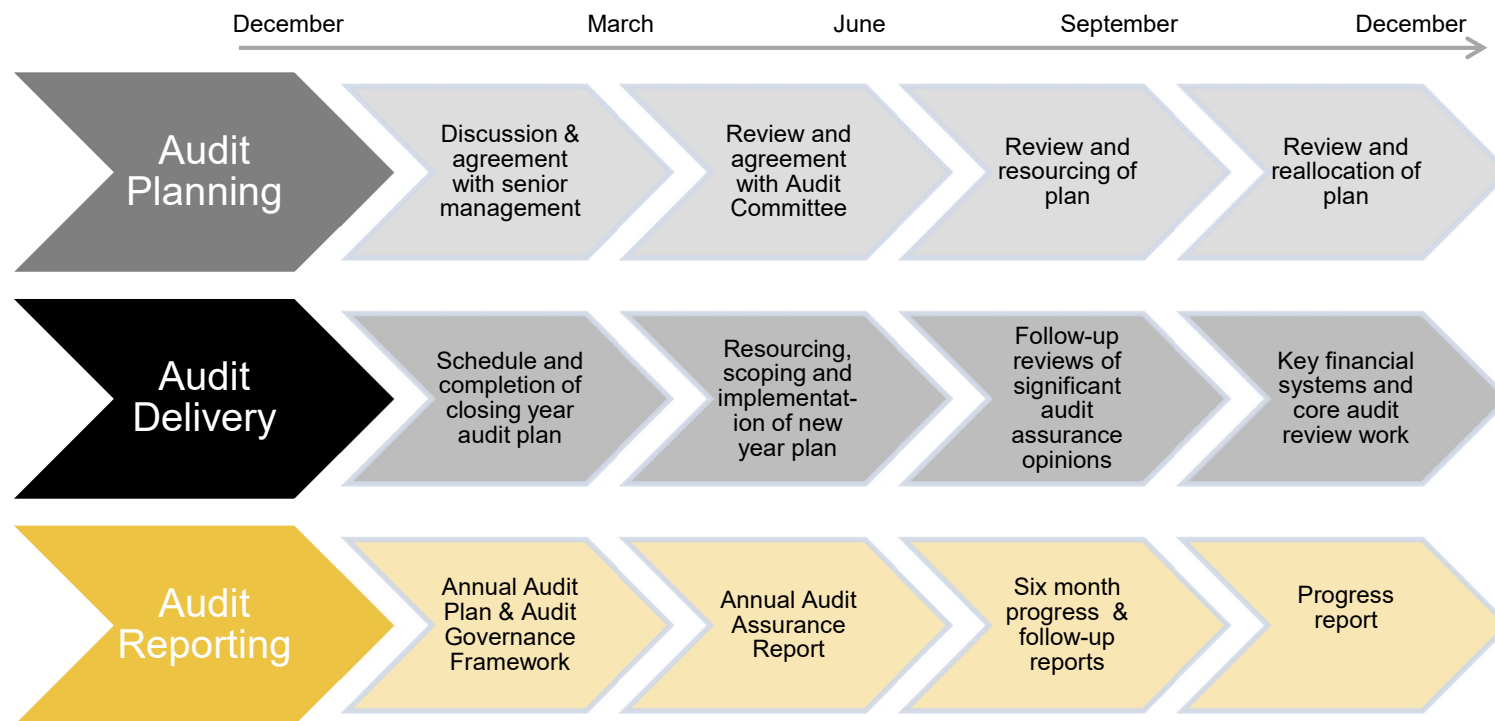 December March June September December
Audit
Planning
Discussion &
agreement
with senior
management
Review and
agreement
with Audit
Committee
Review and
resourcing of
plan
Review and
reallocation of
plan
Audit
Delivery
Schedule and
completion of
closing year
audit plan
Resourcing,
scoping and
implementat-
ion of new
year plan
Follow-up
reviews of
significant
audit
assurance
opinions
Key financial
systems and
core audit
review work
Audit
Reporting
Annual Audit
Plan & Audit
Governance
Framework
Annual Audit
Assurance
Report
Six month
progress &
follow-up
reports
Progress
report